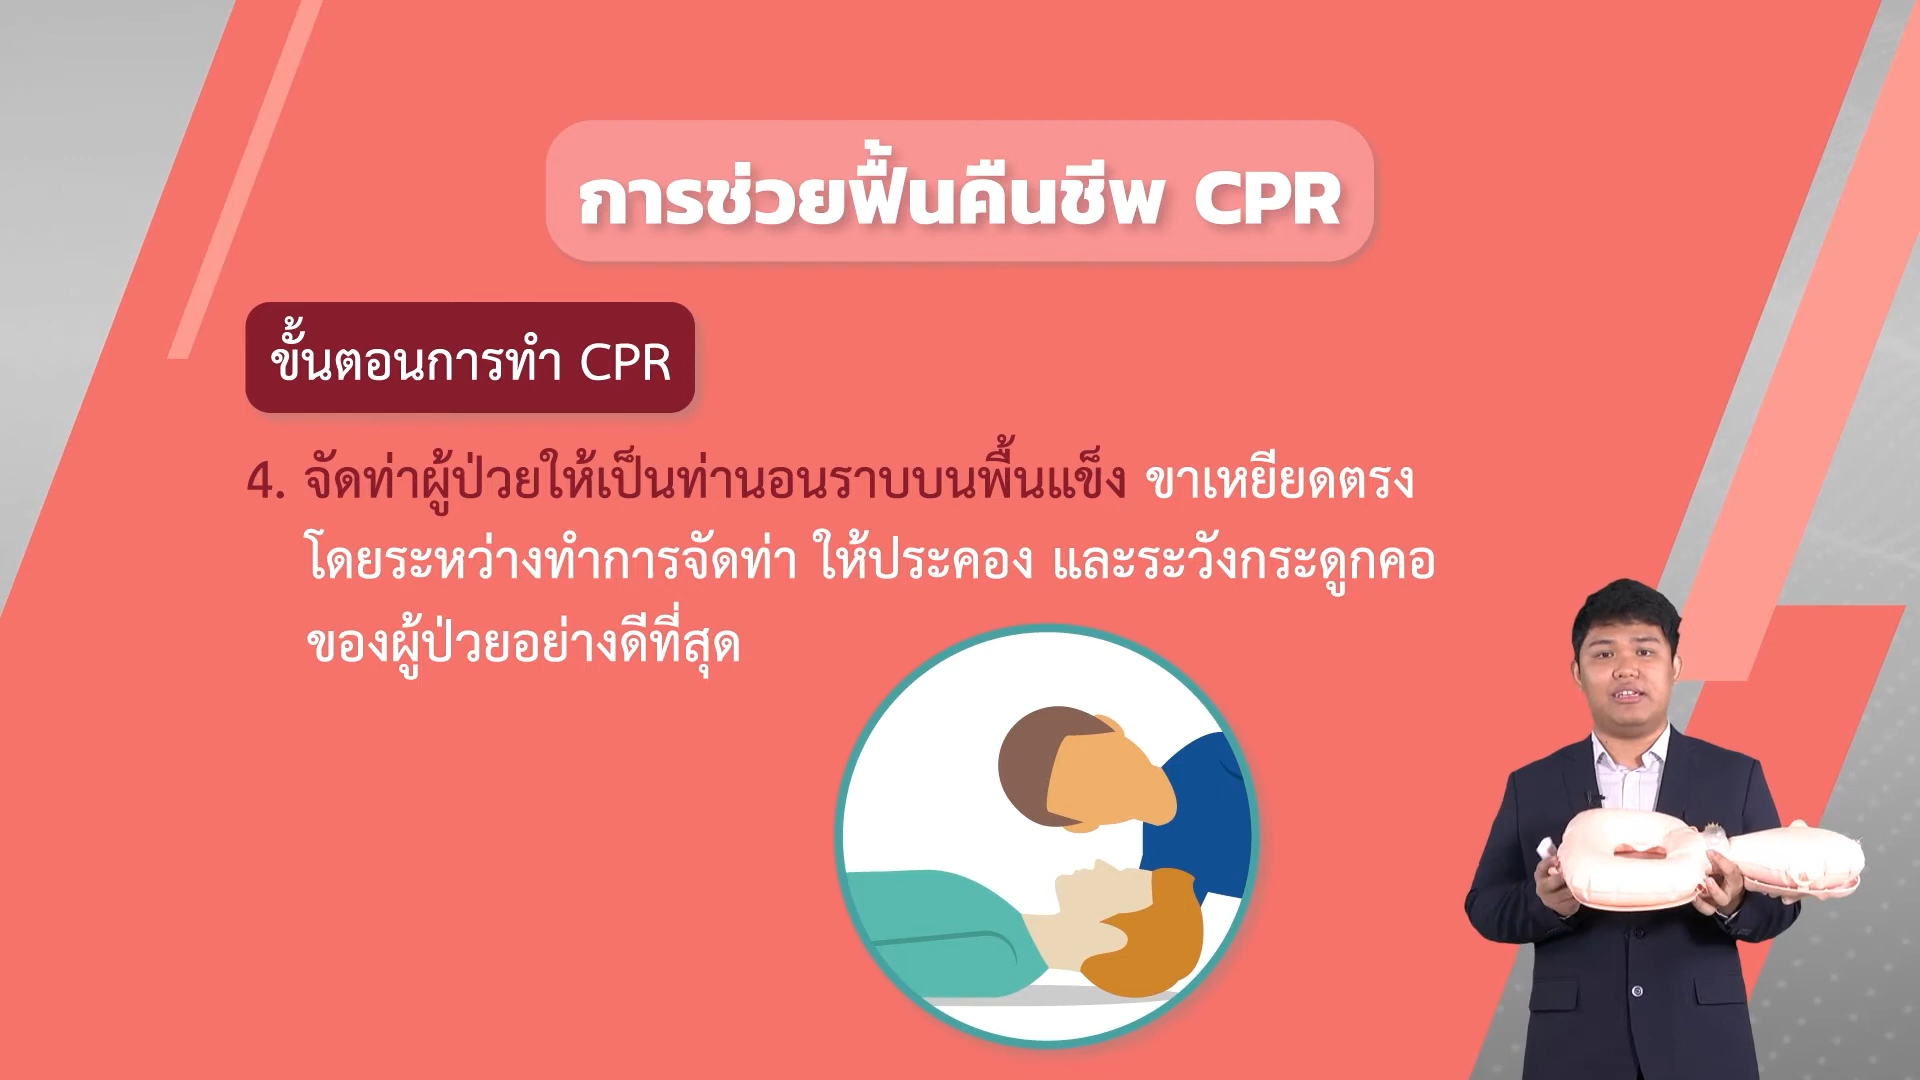 การช่วยฟื้นคืนชีพ CPR
ขั้นตอนการทำ CPR
4. จัดท่าผู้ป่วยให้เป็นท่านอนราบบนพื้นแข็ง ขาเหยียดตรง
โดยระหว่างทำการจัดท่า ให้ประคอง และระวังกระดูกคอ
ของผู้ป่วยอย่างดีที่สุด